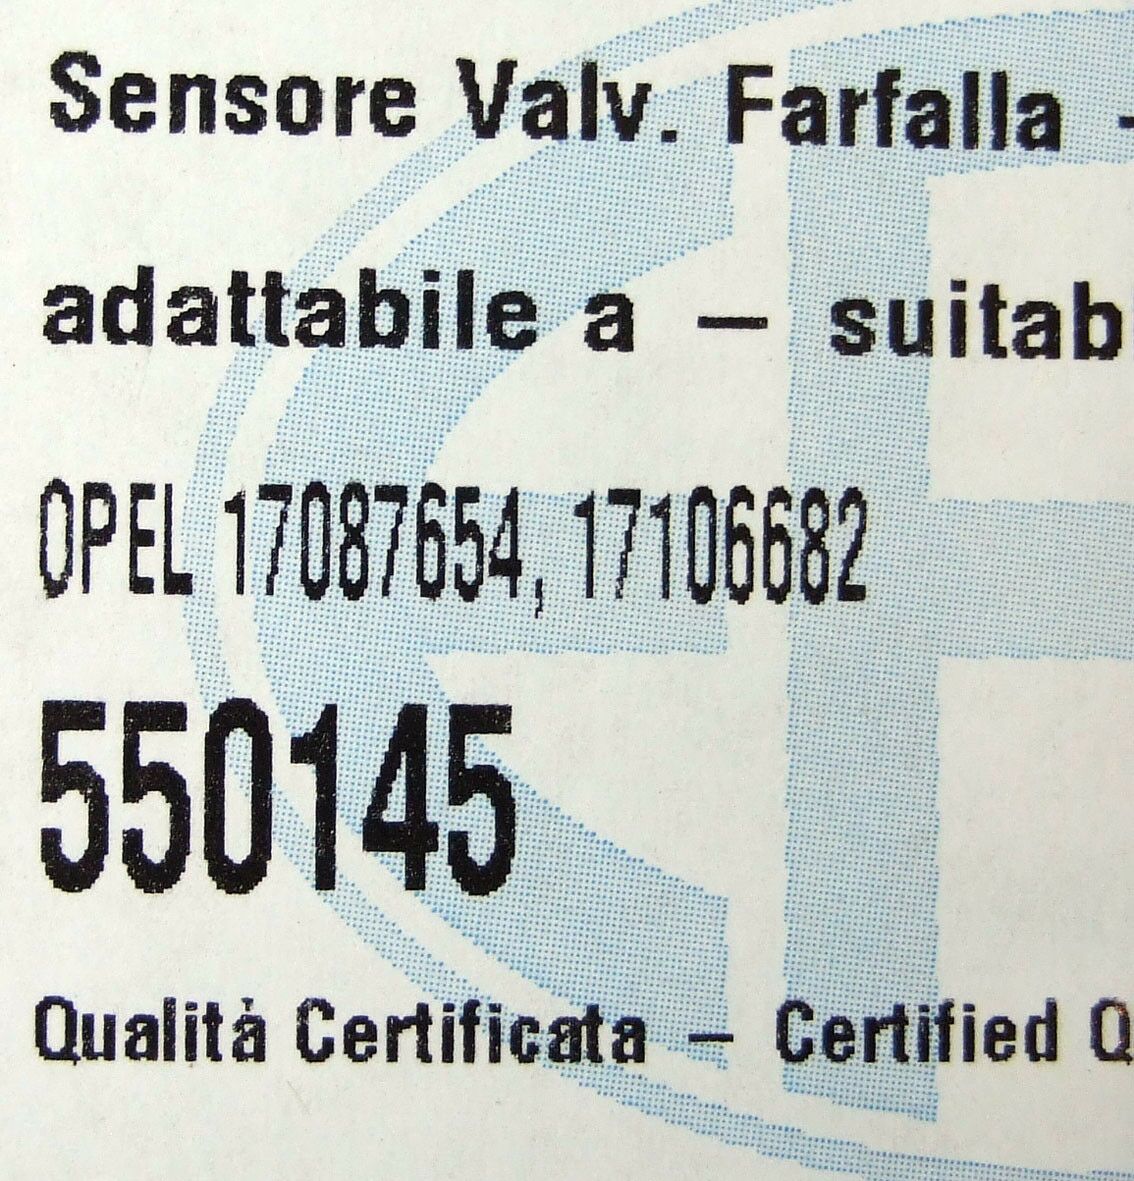 Sensore Valv. Farfalla -
adattabile a – suitab
OPEL 17087654, 17106682
550145
Qualità Certificata – Certified Q